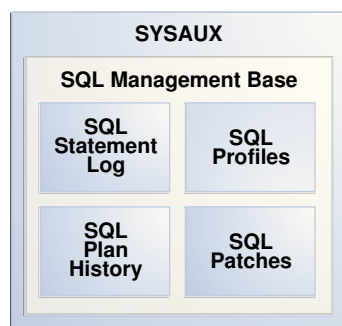 SYSAUX
SQL Management Base
SQL
Statement
Log
SQL
Profiles
SQL
Plan
History
SQL
Patches